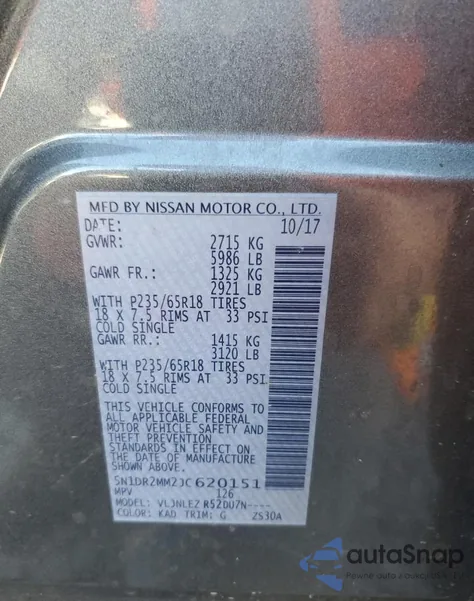 MFD BY NISSAN MOTOR CO., LTD.
DATE: 10/17
GVWR: 2715 KG
5986 LB
GAWR FR.: 1325 KG
2921 LB
WITH P235/65R18 TIRES
18 X 7.5 RIMS AT 33 PSI
COLD SINGLE
GAWR RR.: 1415 KG
3120 LB
WITH P235/65R18 TIRES
18 X 7.5 RIMS AT 33 PSI
COLD SINGLE
THIS VEHICLE CONFORMS TO
ALL APPLICABLE FEDERAL
MOTOR VEHICLE SAFETY AND
THEFT PREVENTION
STANDARDS IN EFFECT ON
THE DATE OF MANUFACTURE
SHOWN ABOVE.
5N1DR2MM2JC620151
MPV 126
MODEL: VLJNLEZ R52DU7N----
COLOR: KAD TRIM: G ZS30A
autoSnap
Pewne auta z